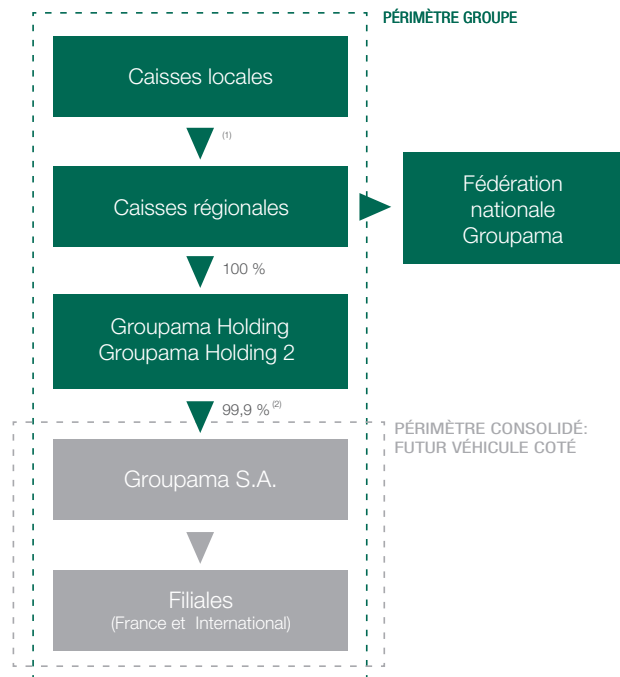 PÉRIMÈTRE GROUPE
Caisses locales
(1)
Caisses régionales
Fédération
nationale
Groupama
100 %
Groupama Holding
Groupama Holding 2
99,9 % (2)
PÉRIMÈTRE CONSOLIDÉ:
FUTUR VÉHICULE COTÉ
Groupama S.A.
Filiales
(France et International)